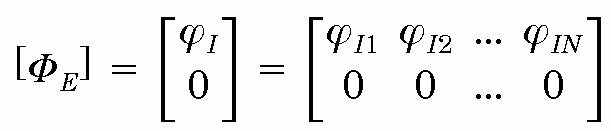 [Φ_E] = [φ_I; 0] = [φ_I1 φ_I2 ... φ_IN; 0 0 ... 0]